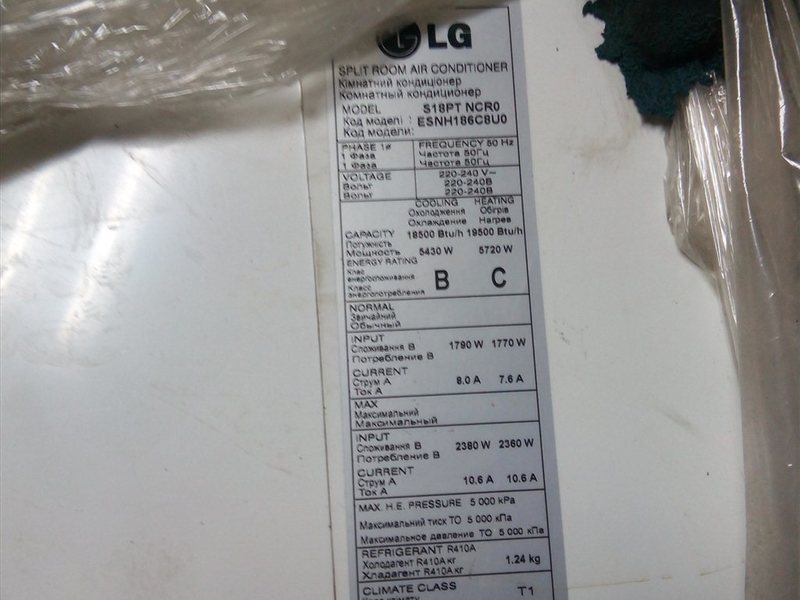 LG
SPLIT ROOM AIR CONDITIONER
Кімнатний кондиціонер
Комнатный кондиционер
MODEL S18PT NCR0
Код моделі : ESNH186C8U0
Код модели:
PHASE 1ø FREQUENCY 50 Hz
1 Фаза Частота 50Гц
1 Фаза Частота 50Гц
VOLTAGE 220-240 V~
Вольт 220-240В
Вольт 220-240В
COOLING HEATING
Охолодження Обігрів
Охлаждение Нагрев
CAPACITY 18500 Btu/h 19500 Btu/h
Потужність
Мощность 5430 W 5720 W
ENERGY RATING
Клас
енергоспоживання B C
Класс
энергопотребления
NORMAL
Звичайний
Обычный
INPUT 1790 W 1770 W
Споживання В
Потребление В
CURRENT
Струм А 8.0 A 7.6 A
Ток А
MAX
Максимальний
Максимальный
INPUT
Споживання В 2380 W 2360 W
Потребление В
CURRENT
Струм А 10.6 A 10.6 A
Ток А
MAX. H.E. PRESSURE 5 000 kPa
Максимальний тиск ТО 5 000 кПа
Максимальное давление ТО 5 000 кПа
REFRIGERANT R410A
Холодагент R410A кг 1.24 kg
Хладагент R410A кг
CLIMATE CLASS T1